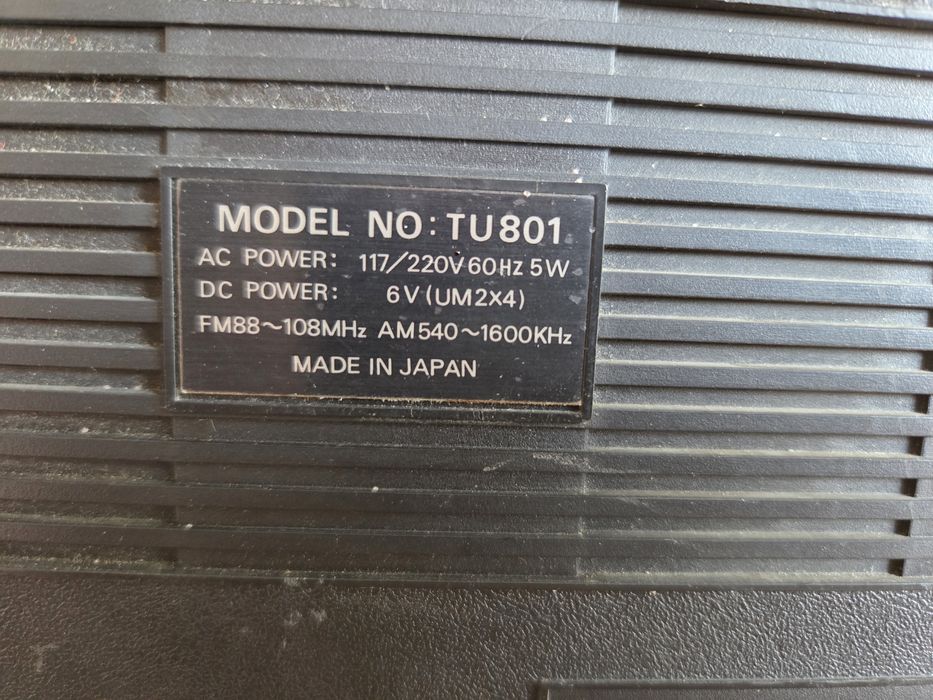 MODEL NO: TU801
AC POWER: 117/220V 60Hz 5W
DC POWER: 6V (UM2X4)
FM88~108MHz AM540~1600KHz
MADE IN JAPAN